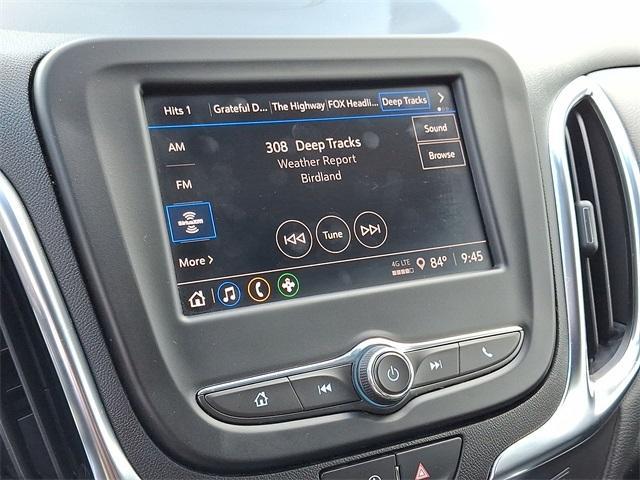 Hits 1 Grateful D... The Highway FOX Headli... Deep Tracks
AM
308 Deep Tracks
Sound
Weather Report
Browse
Birdland
FM
SiriusXM
Tune
More
4G LTE 84° 9:45